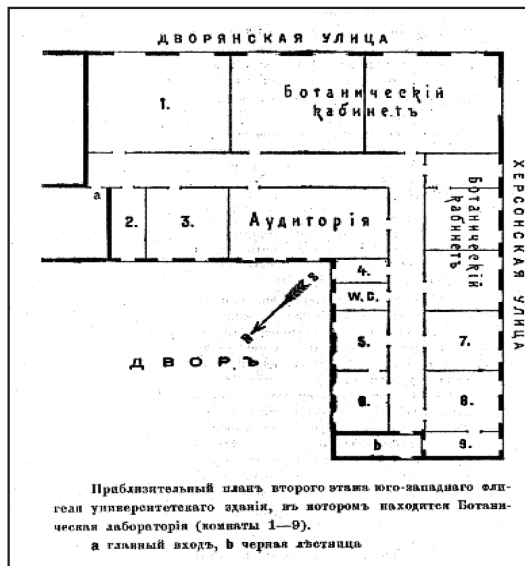 ДВОРЯНСКАЯ УЛИЦА
1.
Ботаническій
кабинетъ
ХЕРСОНСКАЯ УЛИЦА
Ботаническій
кабинетъ
а
2.
3.
Аудиторія
4.
W.C.
S
N
ДВОРЪ
5.
7.
6.
8.
b
9.
Приблизительный планъ второго этажа юго-западнаго фли-
геля университетскаго зданія, въ которомъ находится Ботани-
ческая лабораторія (комнаты 1—9).
а главный входъ, b черная лѣстница